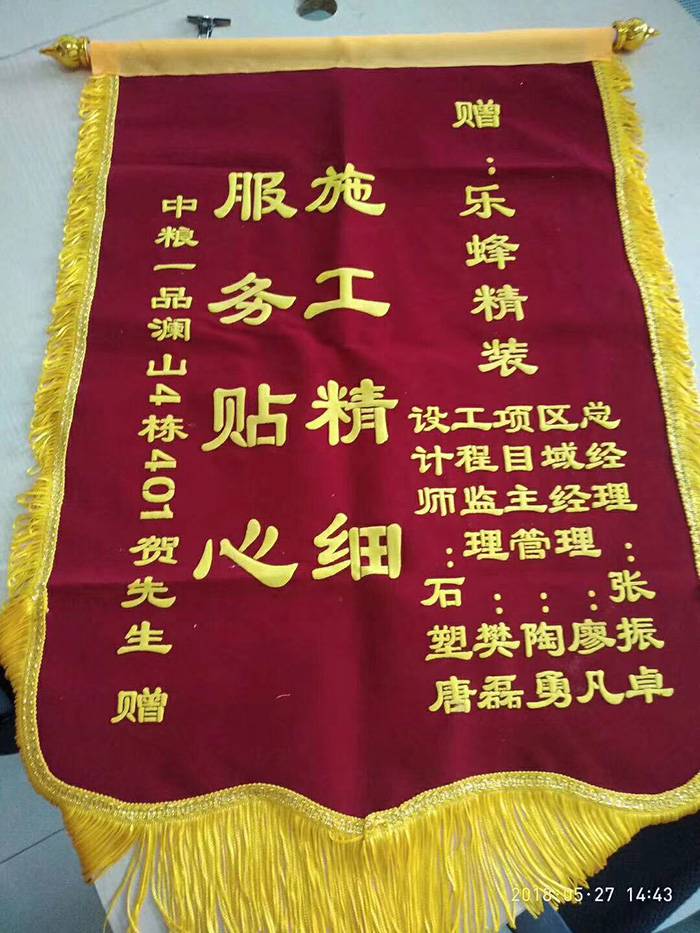 赠:乐蜂精装
总经理:张振卓
区域经理:廖凡
项目主管:陶勇
工程监理:樊磊
设计师:石塑唐
施工精细
服务贴心
中粮一品澜山4栋401贺先生 赠
2018.05.27 14:43